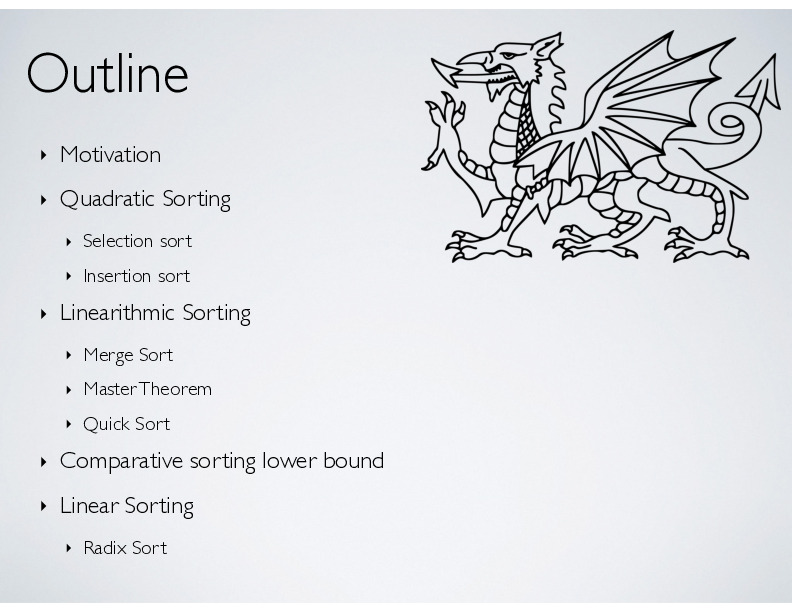 Outline
Motivation
Quadratic Sorting
Selection sort
Insertion sort
Linearithmic Sorting
Merge Sort
Master Theorem
Quick Sort
Comparative sorting lower bound
Linear Sorting
Radix Sort